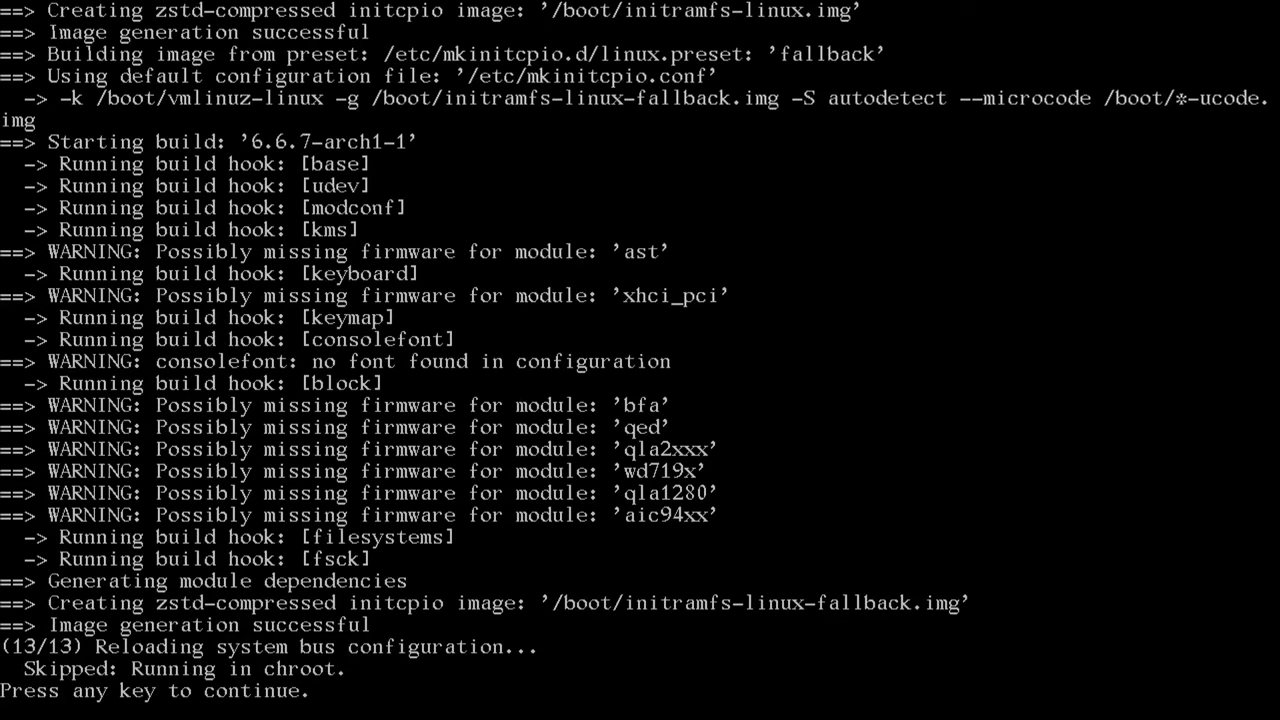 ==> Creating zstd-compressed initcpio image: '/boot/initramfs-linux.img'
==> Image generation successful
==> Building image from preset: /etc/mkinitcpio.d/linux.preset: 'fallback'
==> Using default configuration file: '/etc/mkinitcpio.conf'
  -> -k /boot/vmlinuz-linux -g /boot/initramfs-linux-fallback.img -S autodetect --microcode /boot/*-ucode.
img
==> Starting build: '6.6.7-arch1-1'
  -> Running build hook: [base]
  -> Running build hook: [udev]
  -> Running build hook: [modconf]
  -> Running build hook: [kms]
==> WARNING: Possibly missing firmware for module: 'ast'
  -> Running build hook: [keyboard]
==> WARNING: Possibly missing firmware for module: 'xhci_pci'
  -> Running build hook: [keymap]
  -> Running build hook: [consolefont]
==> WARNING: consolefont: no font found in configuration
  -> Running build hook: [block]
==> WARNING: Possibly missing firmware for module: 'bfa'
==> WARNING: Possibly missing firmware for module: 'qed'
==> WARNING: Possibly missing firmware for module: 'qla2xxx'
==> WARNING: Possibly missing firmware for module: 'wd719x'
==> WARNING: Possibly missing firmware for module: 'qla1280'
==> WARNING: Possibly missing firmware for module: 'aic94xx'
  -> Running build hook: [filesystems]
  -> Running build hook: [fsck]
==> Generating module dependencies
==> Creating zstd-compressed initcpio image: '/boot/initramfs-linux-fallback.img'
==> Image generation successful
(13/13) Reloading system bus configuration...
  Skipped: Running in chroot.
Press any key to continue.